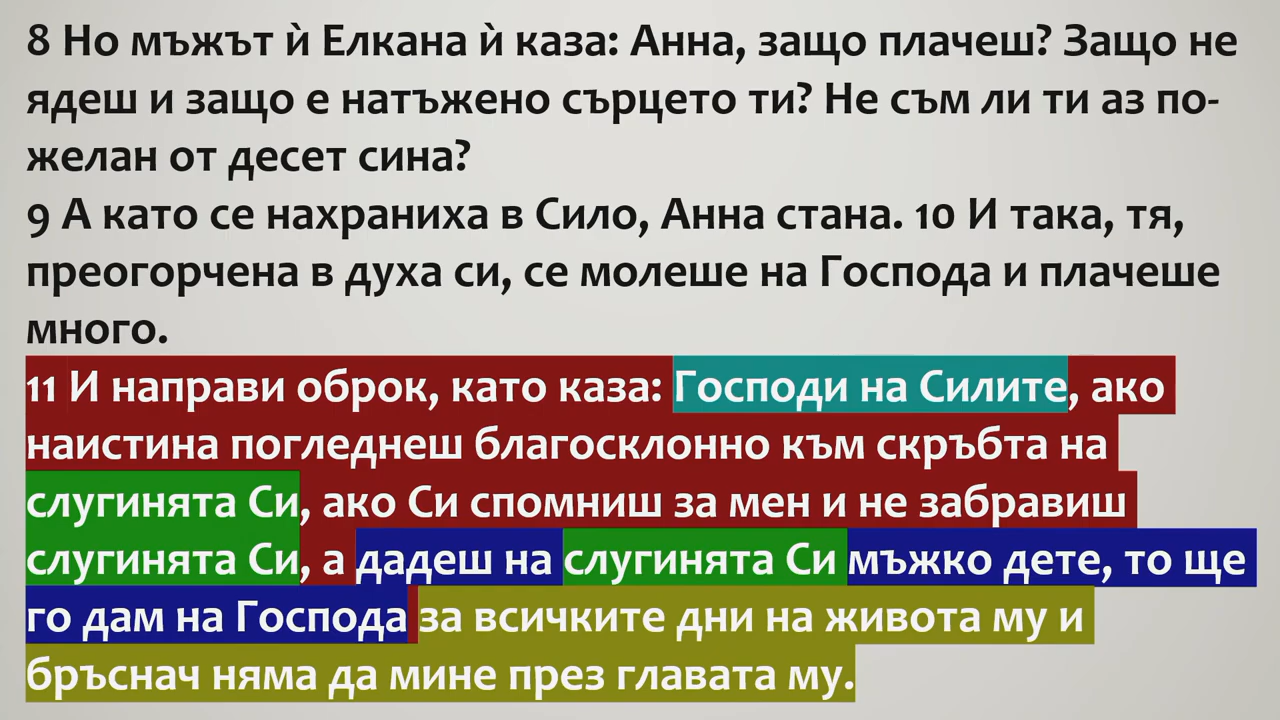 8 Но мъжът ѝ Елкана ѝ каза: Анна, защо плачеш? Защо не
ядеш и защо е натъжено сърцето ти? Не съм ли ти аз по-
желан от десет сина?
9 А като се нахраниха в Сило, Анна стана. 10 И така, тя,
преогорчена в духа си, се молеше на Господа и плачеше
много.
11 И направи оброк, като каза: Господи на Силите, ако
наистина погледнеш благосклонно към скръбта на
слугинята Си, ако Си спомниш за мен и не забравиш
слугинята Си, а дадеш на слугинята Си мъжко дете, то ще
го дам на Господа за всичките дни на живота му и
бръснач няма да мине през главата му.